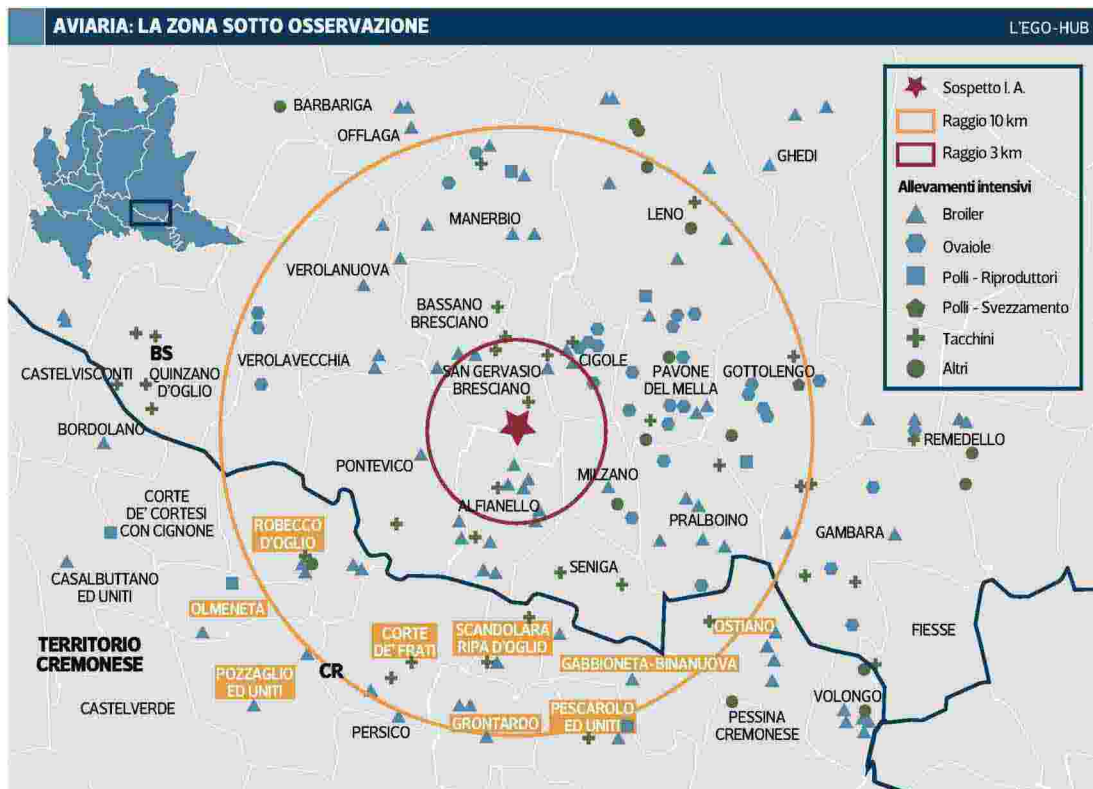 AVIARIA: LA ZONA SOTTO OSSERVAZIONE
L'EGO-HUB
Sospetto I. A.
Raggio 10 km
Raggio 3 km
Allevamenti intensivi
Broiler
Ovaiole
Polli - Riproduttori
Polli - Svezzamento
Tacchini
Altri
BARBARIGA
OFFLAGA
GHEDI
MANERBIO
LENO
VEROLANUOVA
BASSANO
BRESCIANO
BS
VEROLAVECCHIA
CIGOLE
CASTELVISCONTI
QUINZANO
D'OGLIO
SAN GERVASIO
BRESCIANO
PAVONE
DEL MELLA
GOTTOLENGO
BORDOLANO
REMEDELLO
PONTEVICO
MILZANO
CORTE
DE' CORTESI
CON CIGNONE
ALFIANELLO
PRALBOINO
GAMBARA
ROBECCO
D'OGLIO
CASALBUTTANO
ED UNITI
SENIGA
OLMENETA
TERRITORIO
CREMONESE
CORTE
DE' FRATI
SCANDOLARA
RIPA D'OGLIO
OSTIANO
FIESSE
GABBIONETA-BINANUOVA
POZZAGLIO
ED UNITI
CR
VOLONGO
CASTELVERDE
PERSICO
GRONTARDO
PESCAROLO
ED UNITI
PESSINA
CREMONESE